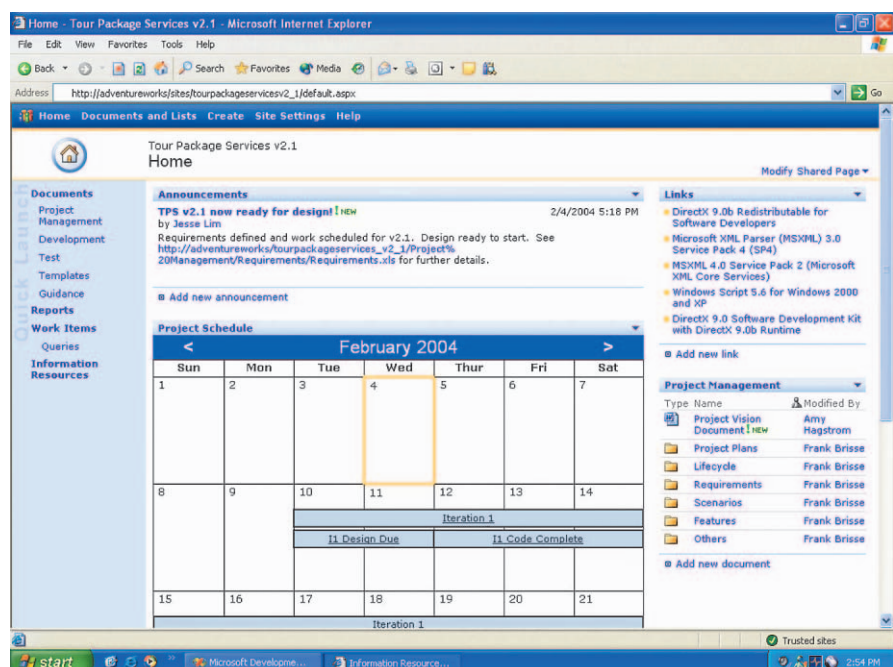 Home - Tour Package Services v2.1 - Microsoft Internet Explorer
File Edit View Favorites Tools Help
Back Search Favorites Media
Address http://adventureworks/sites/tourpackageservicesv2_1/default.aspx Go
Home Documents and Lists Create Site Settings Help
Tour Package Services v2.1
Home
Modify Shared Page
Quick Launch
Documents
Project
Management
Development
Test
Templates
Guidance
Reports
Work Items
Queries
Information
Resources
Announcements
TPS v2.1 now ready for design! NEW 2/4/2004 5:18 PM
by Jesse Lim
Requirements defined and work scheduled for v2.1. Design ready to start. See
http://adventureworks/tourpackageservices_v2_1/Project%
20Management/Requirements/Requirements.xls for further details.
Add new announcement
Project Schedule
< February 2004 >
Sun Mon Tue Wed Thur Fri Sat
1 2 3 4 5 6 7
8 9 10 11 12 13 14
Iteration 1
I1 Design Due I1 Code Complete
15 16 17 18 19 20 21
Iteration 1
Links
DirectX 9.0b Redistributable for
Software Developers
Microsoft XML Parser (MSXML) 3.0
Service Pack 4 (SP4)
MSXML 4.0 Service Pack 2 (Microsoft
XML Core Services)
Windows Script 5.6 for Windows 2000
and XP
DirectX 9.0 Software Development Kit
with DirectX 9.0b Runtime
Add new link
Project Management
Type Name Modified By
Project Vision Amy
Document NEW Hagstrom
Project Plans Frank Brisse
Lifecycle Frank Brisse
Requirements Frank Brisse
Scenarios Frank Brisse
Features Frank Brisse
Others Frank Brisse
Add new document
Trusted sites
start Microsoft Develope... Information Resource... 2:54 PM